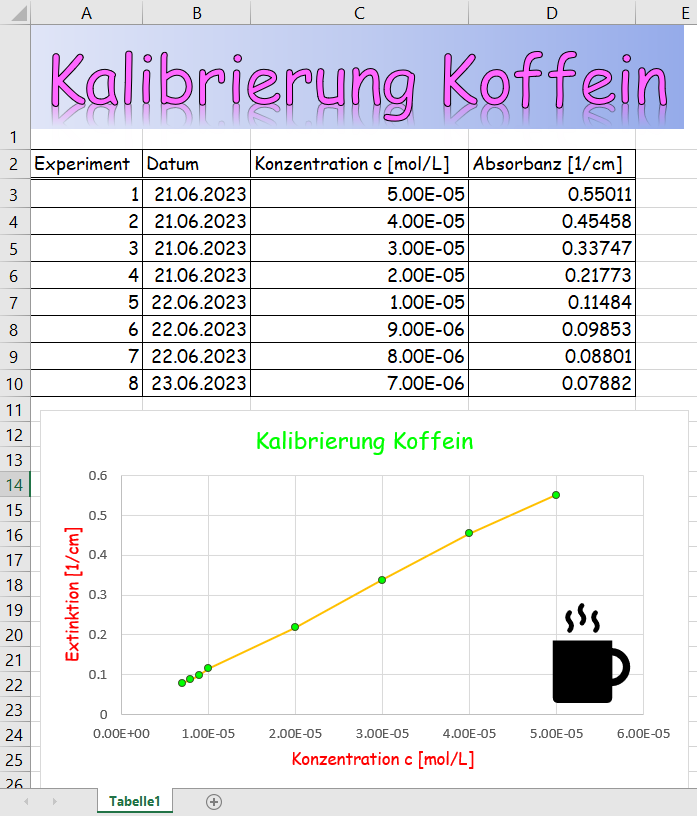 A B C D E
Kalibrierung Koffein
1
2 Experiment Datum Konzentration c [mol/L] Absorbanz [1/cm]
3 1 21.06.2023 5.00E-05 0.55011
4 2 21.06.2023 4.00E-05 0.45458
5 3 21.06.2023 3.00E-05 0.33747
6 4 21.06.2023 2.00E-05 0.21773
7 5 22.06.2023 1.00E-05 0.11484
8 6 22.06.2023 9.00E-06 0.09853
9 7 22.06.2023 8.00E-06 0.08801
10 8 23.06.2023 7.00E-06 0.07882
11
12
13
14
15
16
17
18
19
20
21
22
23
24
25
26
Kalibrierung Koffein
Extinktion [1/cm]
0.6
0.5
0.4
0.3
0.2
0.1
0
0.00E+00 1.00E-05 2.00E-05 3.00E-05 4.00E-05 5.00E-05 6.00E-05
Konzentration c [mol/L]
Tabelle1